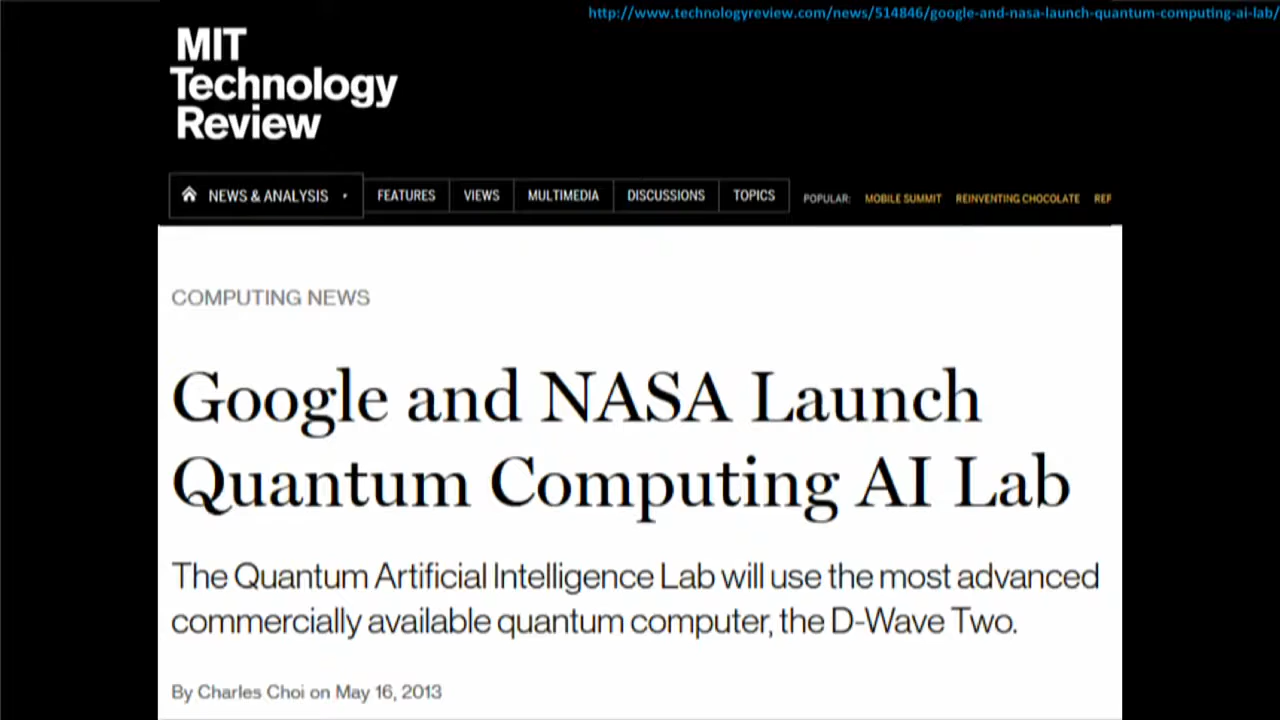 http://www.technologyreview.com/news/514846/google-and-nasa-launch-quantum-computing-ai-lab/
MIT
Technology
Review
NEWS & ANALYSIS FEATURES VIEWS MULTIMEDIA DISCUSSIONS TOPICS POPULAR: MOBILE SUMMIT REINVENTING CHOCOLATE REF
COMPUTING NEWS
Google and NASA Launch
Quantum Computing AI Lab
The Quantum Artificial Intelligence Lab will use the most advanced
commercially available quantum computer, the D-Wave Two.
By Charles Choi on May 16, 2013